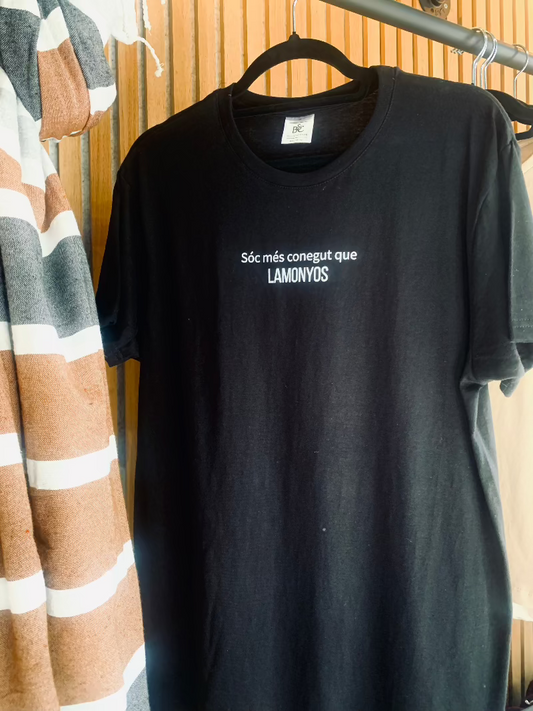 B&C
Sóc més conegut que
LAMONYOS